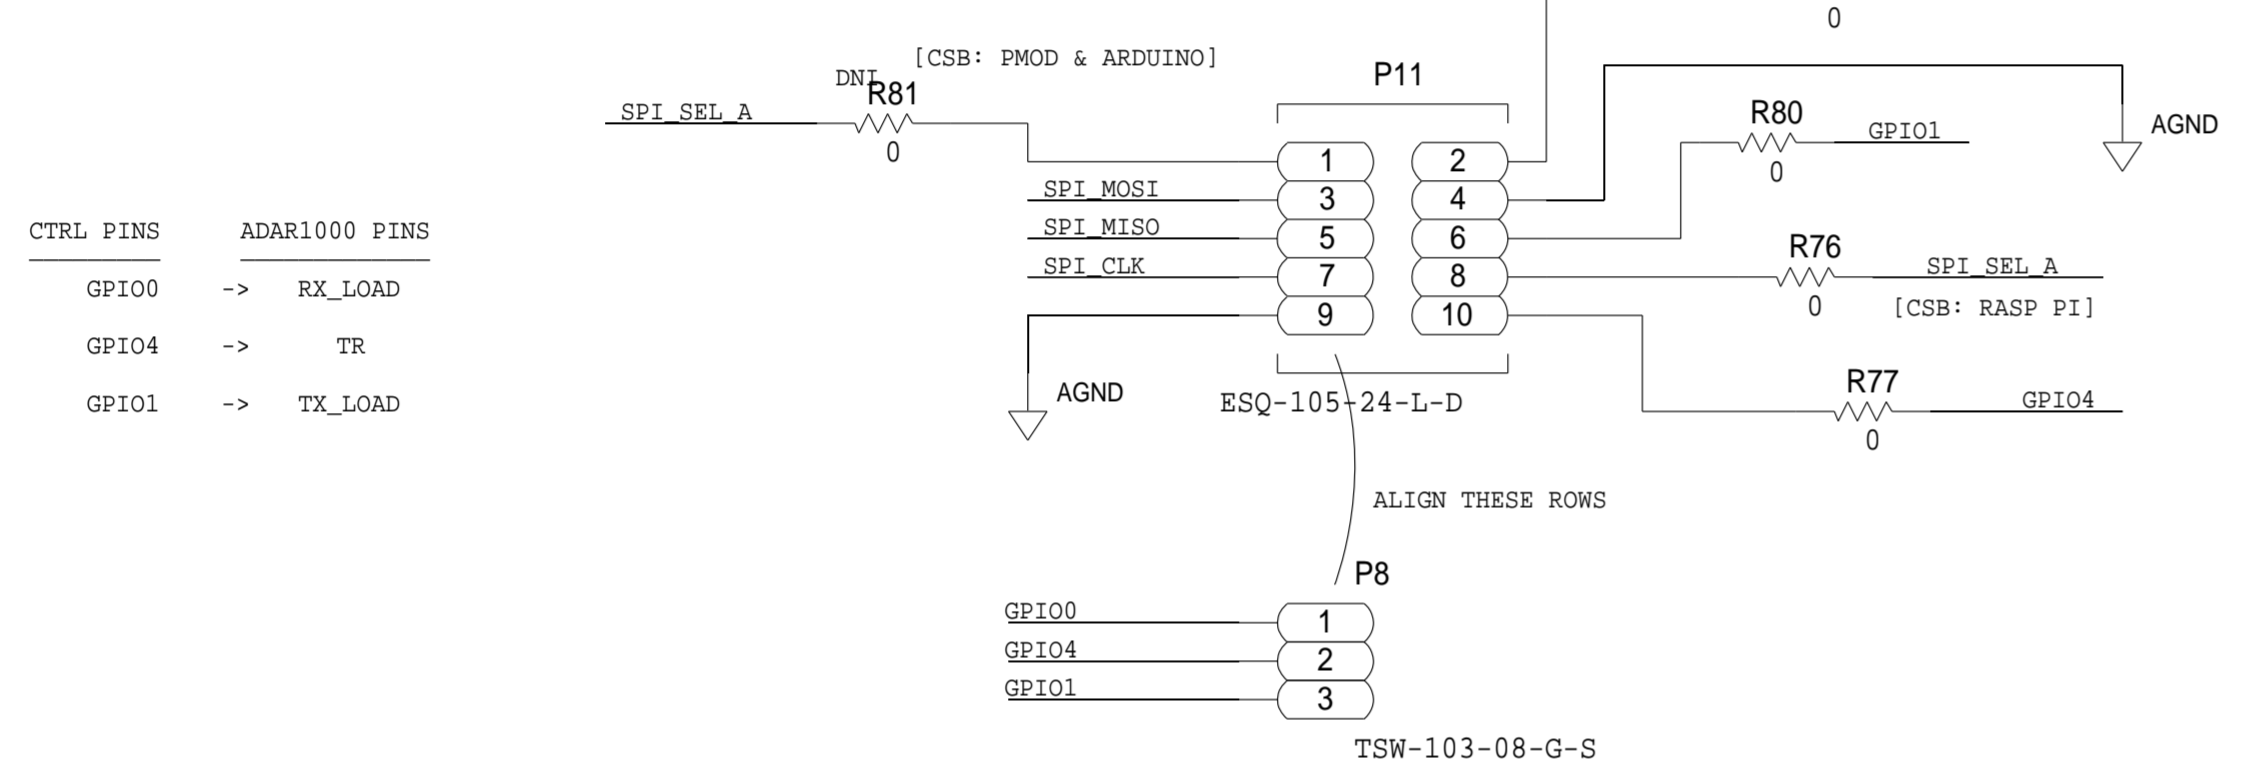 0
[CSB: PMOD & ARDUINO]
DNI
R81
SPI_SEL_A
0
P11
R80
GPIO1
0
AGND
1 2
SPI_MOSI
3 4
SPI_MISO
5 6
SPI_CLK
7 8
9 10
R76
SPI_SEL_A
0
[CSB: RASP PI]
CTRL PINS ADAR1000 PINS
GPIO0 -> RX_LOAD
GPIO4 -> TR
GPIO1 -> TX_LOAD
AGND
ESQ-105-24-L-D
R77
GPIO4
0
ALIGN THESE ROWS
P8
GPIO0
1
GPIO4
2
GPIO1
3
TSW-103-08-G-S